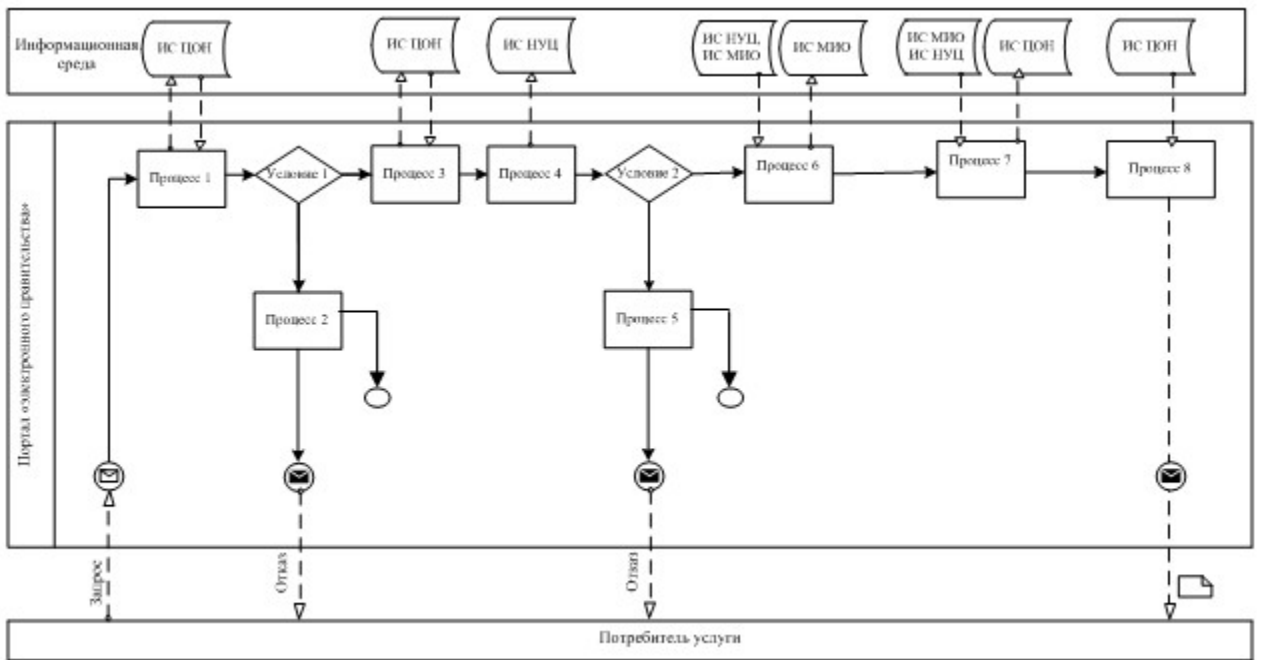 Информационная
среда
ИС ЦОН
ИС ЦОН
ИС НУЦ
ИС НУЦ,
ИС МИО
ИС МИО
ИС МИО
ИС НУЦ
ИС ЦОН
ИС ЦОН
Портал «электронного правительства»
Процесс 1
Условие 1
Процесс 3
Процесс 4
Условие 2
Процесс 6
Процесс 7
Процесс 8
Процесс 2
Процесс 5
Запрос
Отказ
Отказ
Потребитель услуги